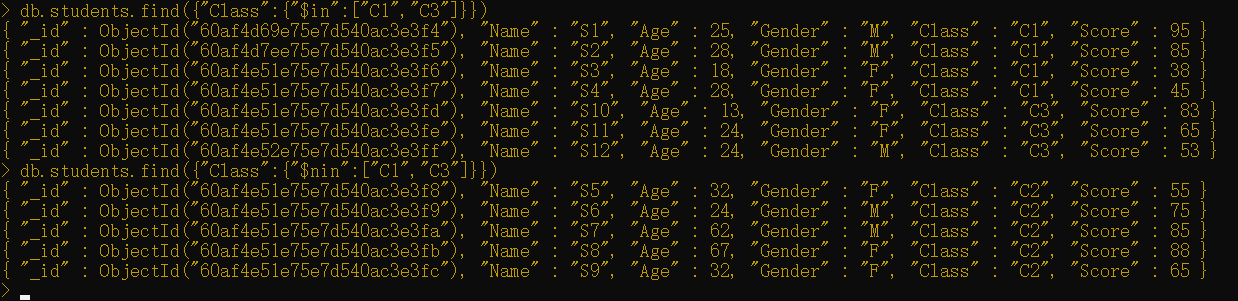 > db.students.find({"Class":{"$in":["C1","C3"]}})
{ "_id" : ObjectId("60af4d69e75e7d540ac3e3f4"), "Name" : "S1", "Age" : 25, "Gender" : "M", "Class" : "C1", "Score" : 95 }
{ "_id" : ObjectId("60af4d7ee75e7d540ac3e3f5"), "Name" : "S2", "Age" : 28, "Gender" : "M", "Class" : "C1", "Score" : 85 }
{ "_id" : ObjectId("60af4e51e75e7d540ac3e3f6"), "Name" : "S3", "Age" : 18, "Gender" : "F", "Class" : "C1", "Score" : 38 }
{ "_id" : ObjectId("60af4e51e75e7d540ac3e3f7"), "Name" : "S4", "Age" : 28, "Gender" : "F", "Class" : "C1", "Score" : 45 }
{ "_id" : ObjectId("60af4e51e75e7d540ac3e3fd"), "Name" : "S10", "Age" : 13, "Gender" : "F", "Class" : "C3", "Score" : 83 }
{ "_id" : ObjectId("60af4e51e75e7d540ac3e3fe"), "Name" : "S11", "Age" : 24, "Gender" : "F", "Class" : "C3", "Score" : 65 }
{ "_id" : ObjectId("60af4e52e75e7d540ac3e3ff"), "Name" : "S12", "Age" : 24, "Gender" : "M", "Class" : "C3", "Score" : 53 }
> db.students.find({"Class":{"$nin":["C1","C3"]}})
{ "_id" : ObjectId("60af4e51e75e7d540ac3e3f8"), "Name" : "S5", "Age" : 32, "Gender" : "F", "Class" : "C2", "Score" : 55 }
{ "_id" : ObjectId("60af4e51e75e7d540ac3e3f9"), "Name" : "S6", "Age" : 24, "Gender" : "M", "Class" : "C2", "Score" : 75 }
{ "_id" : ObjectId("60af4e51e75e7d540ac3e3fa"), "Name" : "S7", "Age" : 62, "Gender" : "M", "Class" : "C2", "Score" : 85 }
{ "_id" : ObjectId("60af4e51e75e7d540ac3e3fb"), "Name" : "S8", "Age" : 67, "Gender" : "F", "Class" : "C2", "Score" : 88 }
{ "_id" : ObjectId("60af4e51e75e7d540ac3e3fc"), "Name" : "S9", "Age" : 32, "Gender" : "F", "Class" : "C2", "Score" : 65 }
>